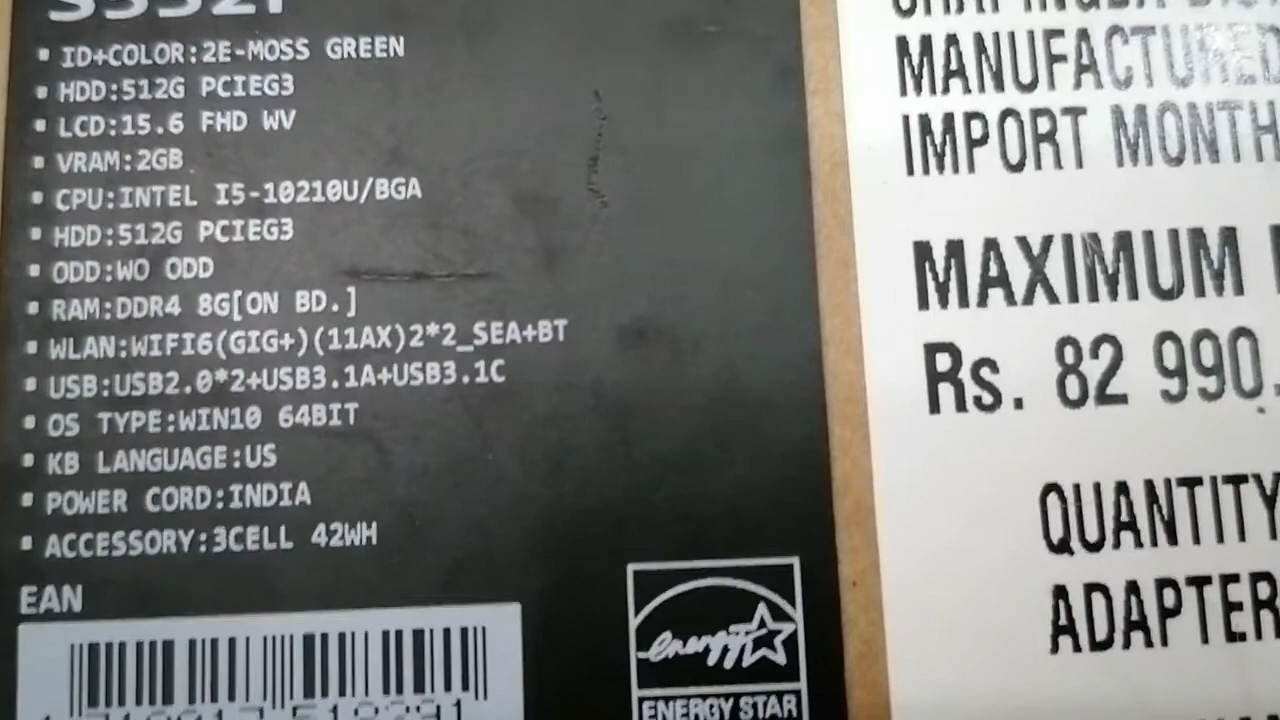 S532F
ID+COLOR:2E-MOSS GREEN
HDD:512G PCIEG3
LCD:15.6 FHD WV
VRAM:2GB
CPU:INTEL I5-10210U/BGA
HDD:512G PCIEG3
ODD:WO ODD
RAM:DDR4 8G[ON BD.]
WLAN:WIFI6(GIG+)(11AX)2*2_SEA+BT
USB:USB2.0*2+USB3.1A+USB3.1C
OS TYPE:WIN10 64BIT
KB LANGUAGE:US
POWER CORD:INDIA
ACCESSORY:3CELL 42WH
EAN
energy
ENERGY STAR
MANUFACTURED
IMPORT MONTH
MAXIMUM
Rs. 82 990.
QUANTITY
ADAPTER